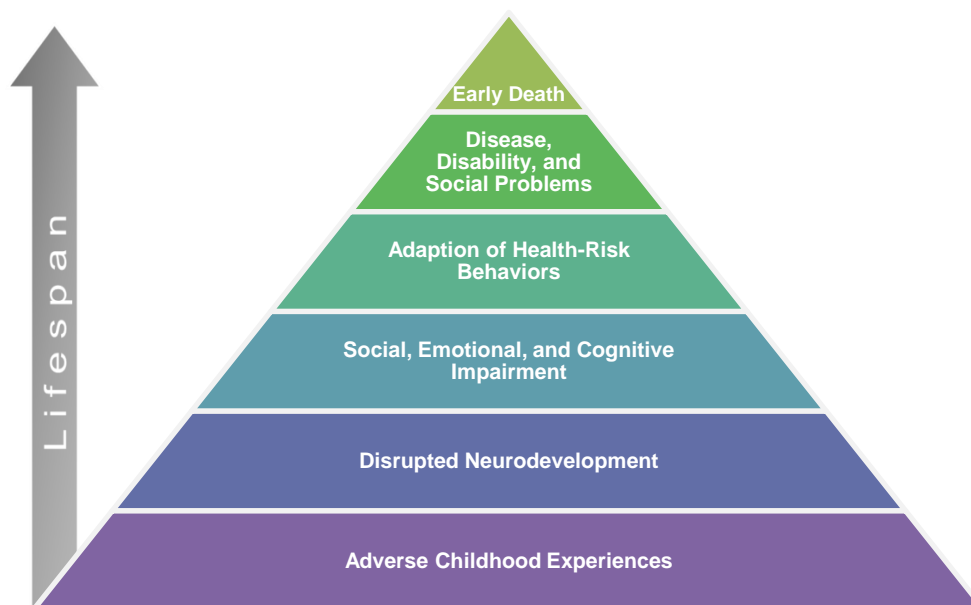 Early Death
Disease,
Disability, and
Social Problems
Adaption of Health-Risk
Behaviors
Social, Emotional, and Cognitive
Impairment
Disrupted Neurodevelopment
Adverse Childhood Experiences
Lifespan